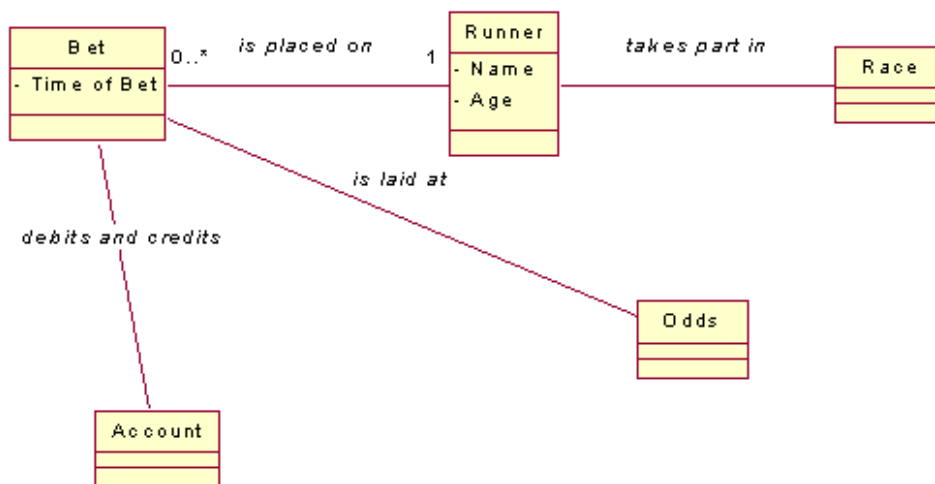 Bet
- Time of Bet
0..*
is placed on
1
Runner
- Name
- Age
takes part in
Race
is laid at
debits and credits
Odds
Account